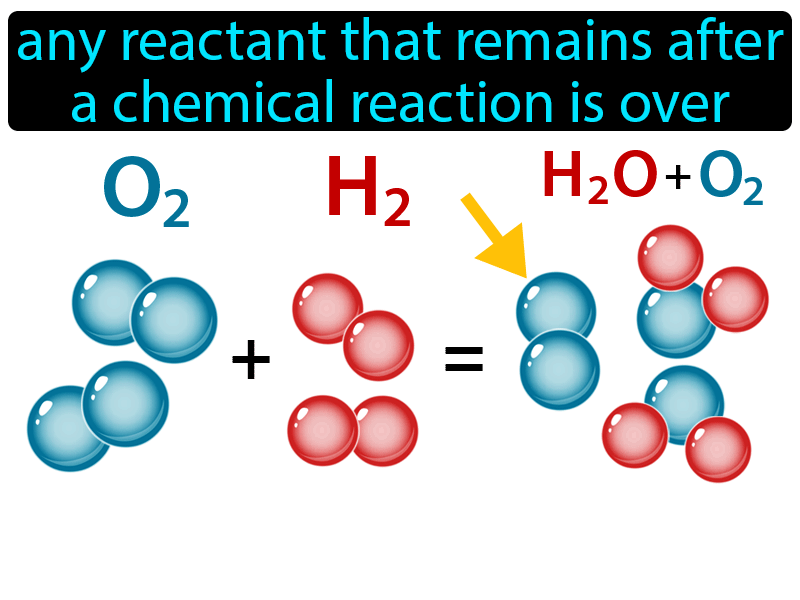 any reactant that remains after
a chemical reaction is over
O₂ H₂ H₂O + O₂
+ =